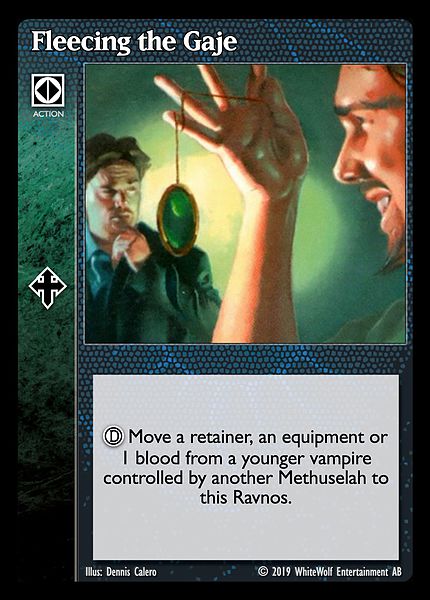 Fleecing the Gaje
ACTION
Ⓓ Move a retainer, an equipment or
1 blood from a younger vampire
controlled by another Methuselah to
this Ravnos.
Illus: Dennis Calero
© 2019 WhiteWolf Entertainment AB